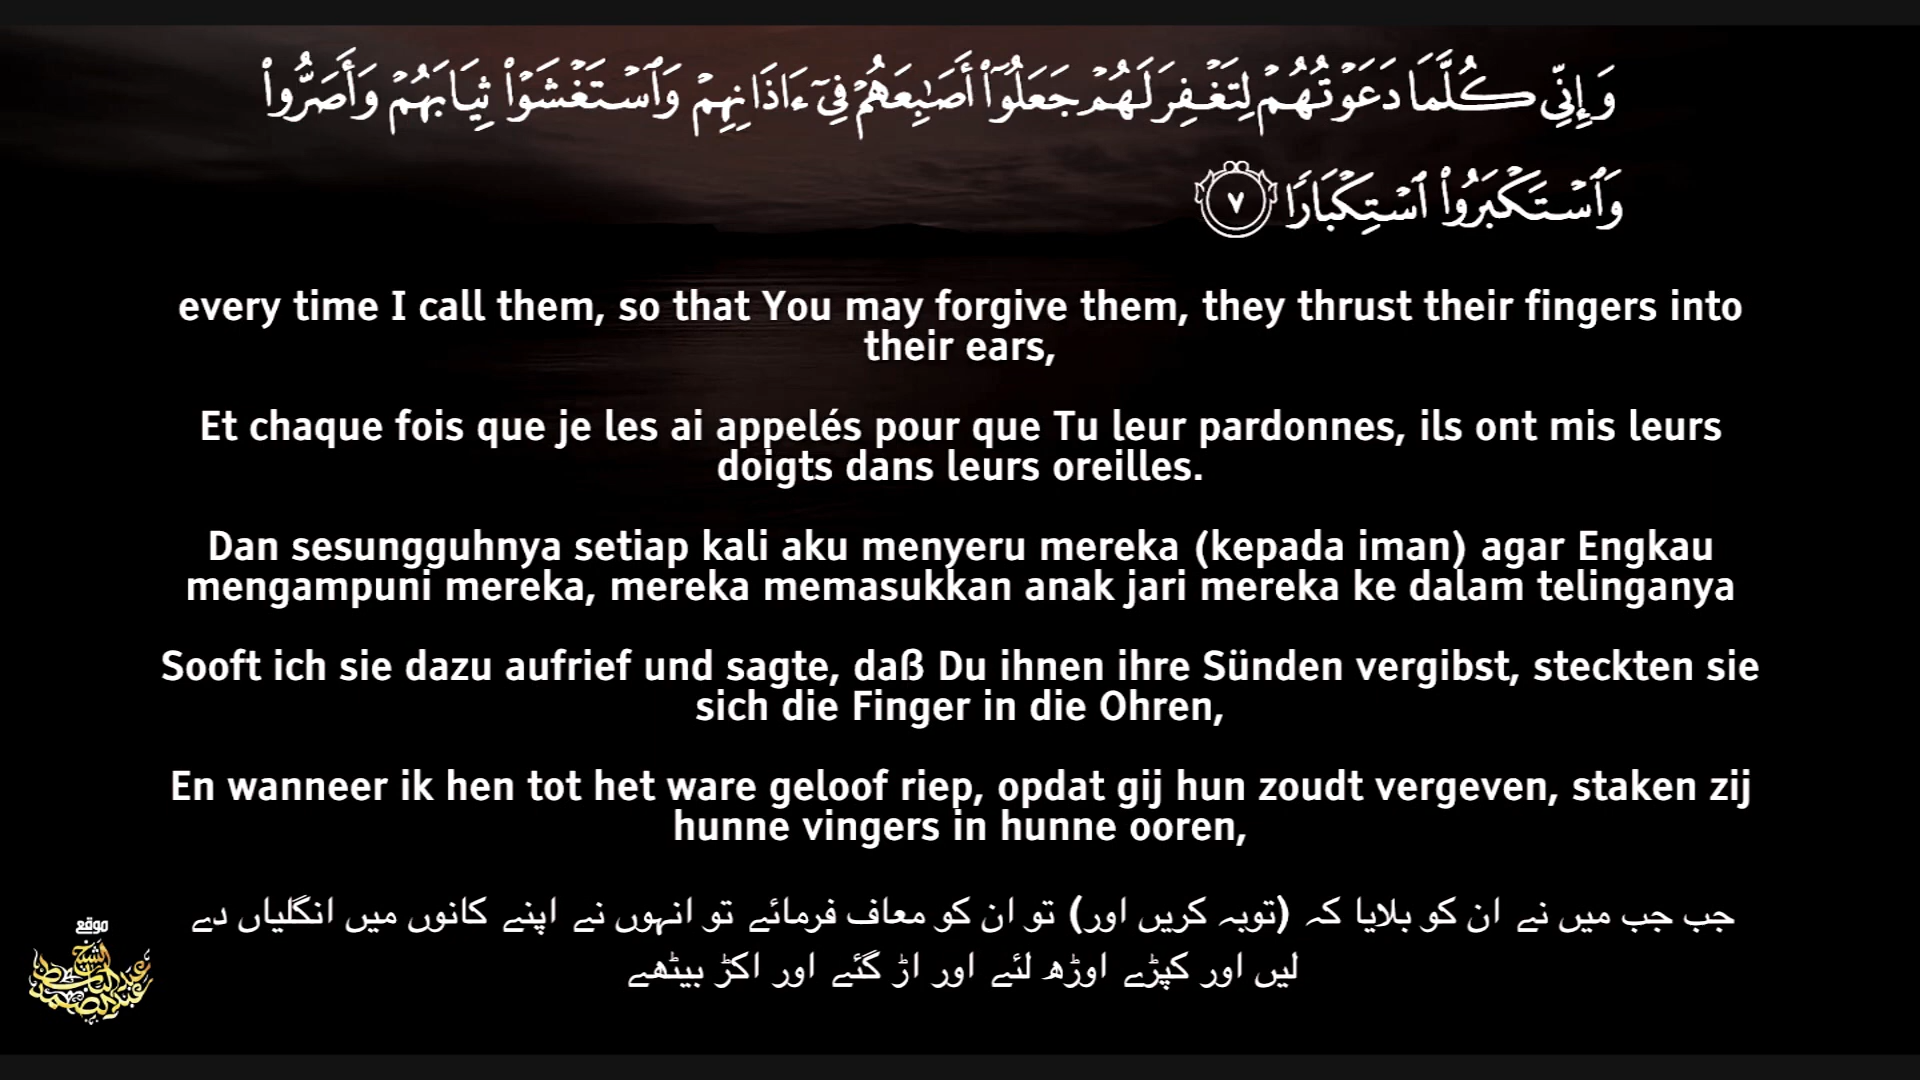 وَإِنِّي كُلَّمَا دَعَوْتُهُمْ لِتَغْفِرَ لَهُمْ جَعَلُوٓا۟ أَصَٰبِعَهُمْ فِىٓ ءَاذَانِهِمْ وَٱسْتَغْشَوْا۟ ثِيَابَهُمْ وَأَصَرُّوا۟
وَٱسْتَكْبَرُوا۟ ٱسْتِكْبَارًا ٧
every time I call them, so that You may forgive them, they thrust their fingers into
their ears,
Et chaque fois que je les ai appelés pour que Tu leur pardonnes, ils ont mis leurs
doigts dans leurs oreilles.
Dan sesungguhnya setiap kali aku menyeru mereka (kepada iman) agar Engkau
mengampuni mereka, mereka memasukkan anak jari mereka ke dalam telinganya
Sooft ich sie dazu aufrief und sagte, daß Du ihnen ihre Sünden vergibst, steckten sie
sich die Finger in die Ohren,
En wanneer ik hen tot het ware geloof riep, opdat gij hun zoudt vergeven, staken zij
hunne vingers in hunne ooren,
جب جب میں نے ان کو بلایا کہ (توبہ کریں اور) تو ان کو معاف فرمائے تو انہوں نے اپنے کانوں میں انگلیاں دے
لیں اور کپڑے اوڑھ لئے اور اڑ گئے اور اکڑ بیٹھے
موقع
الشيخ
عبد الباسط
عبد الصمد